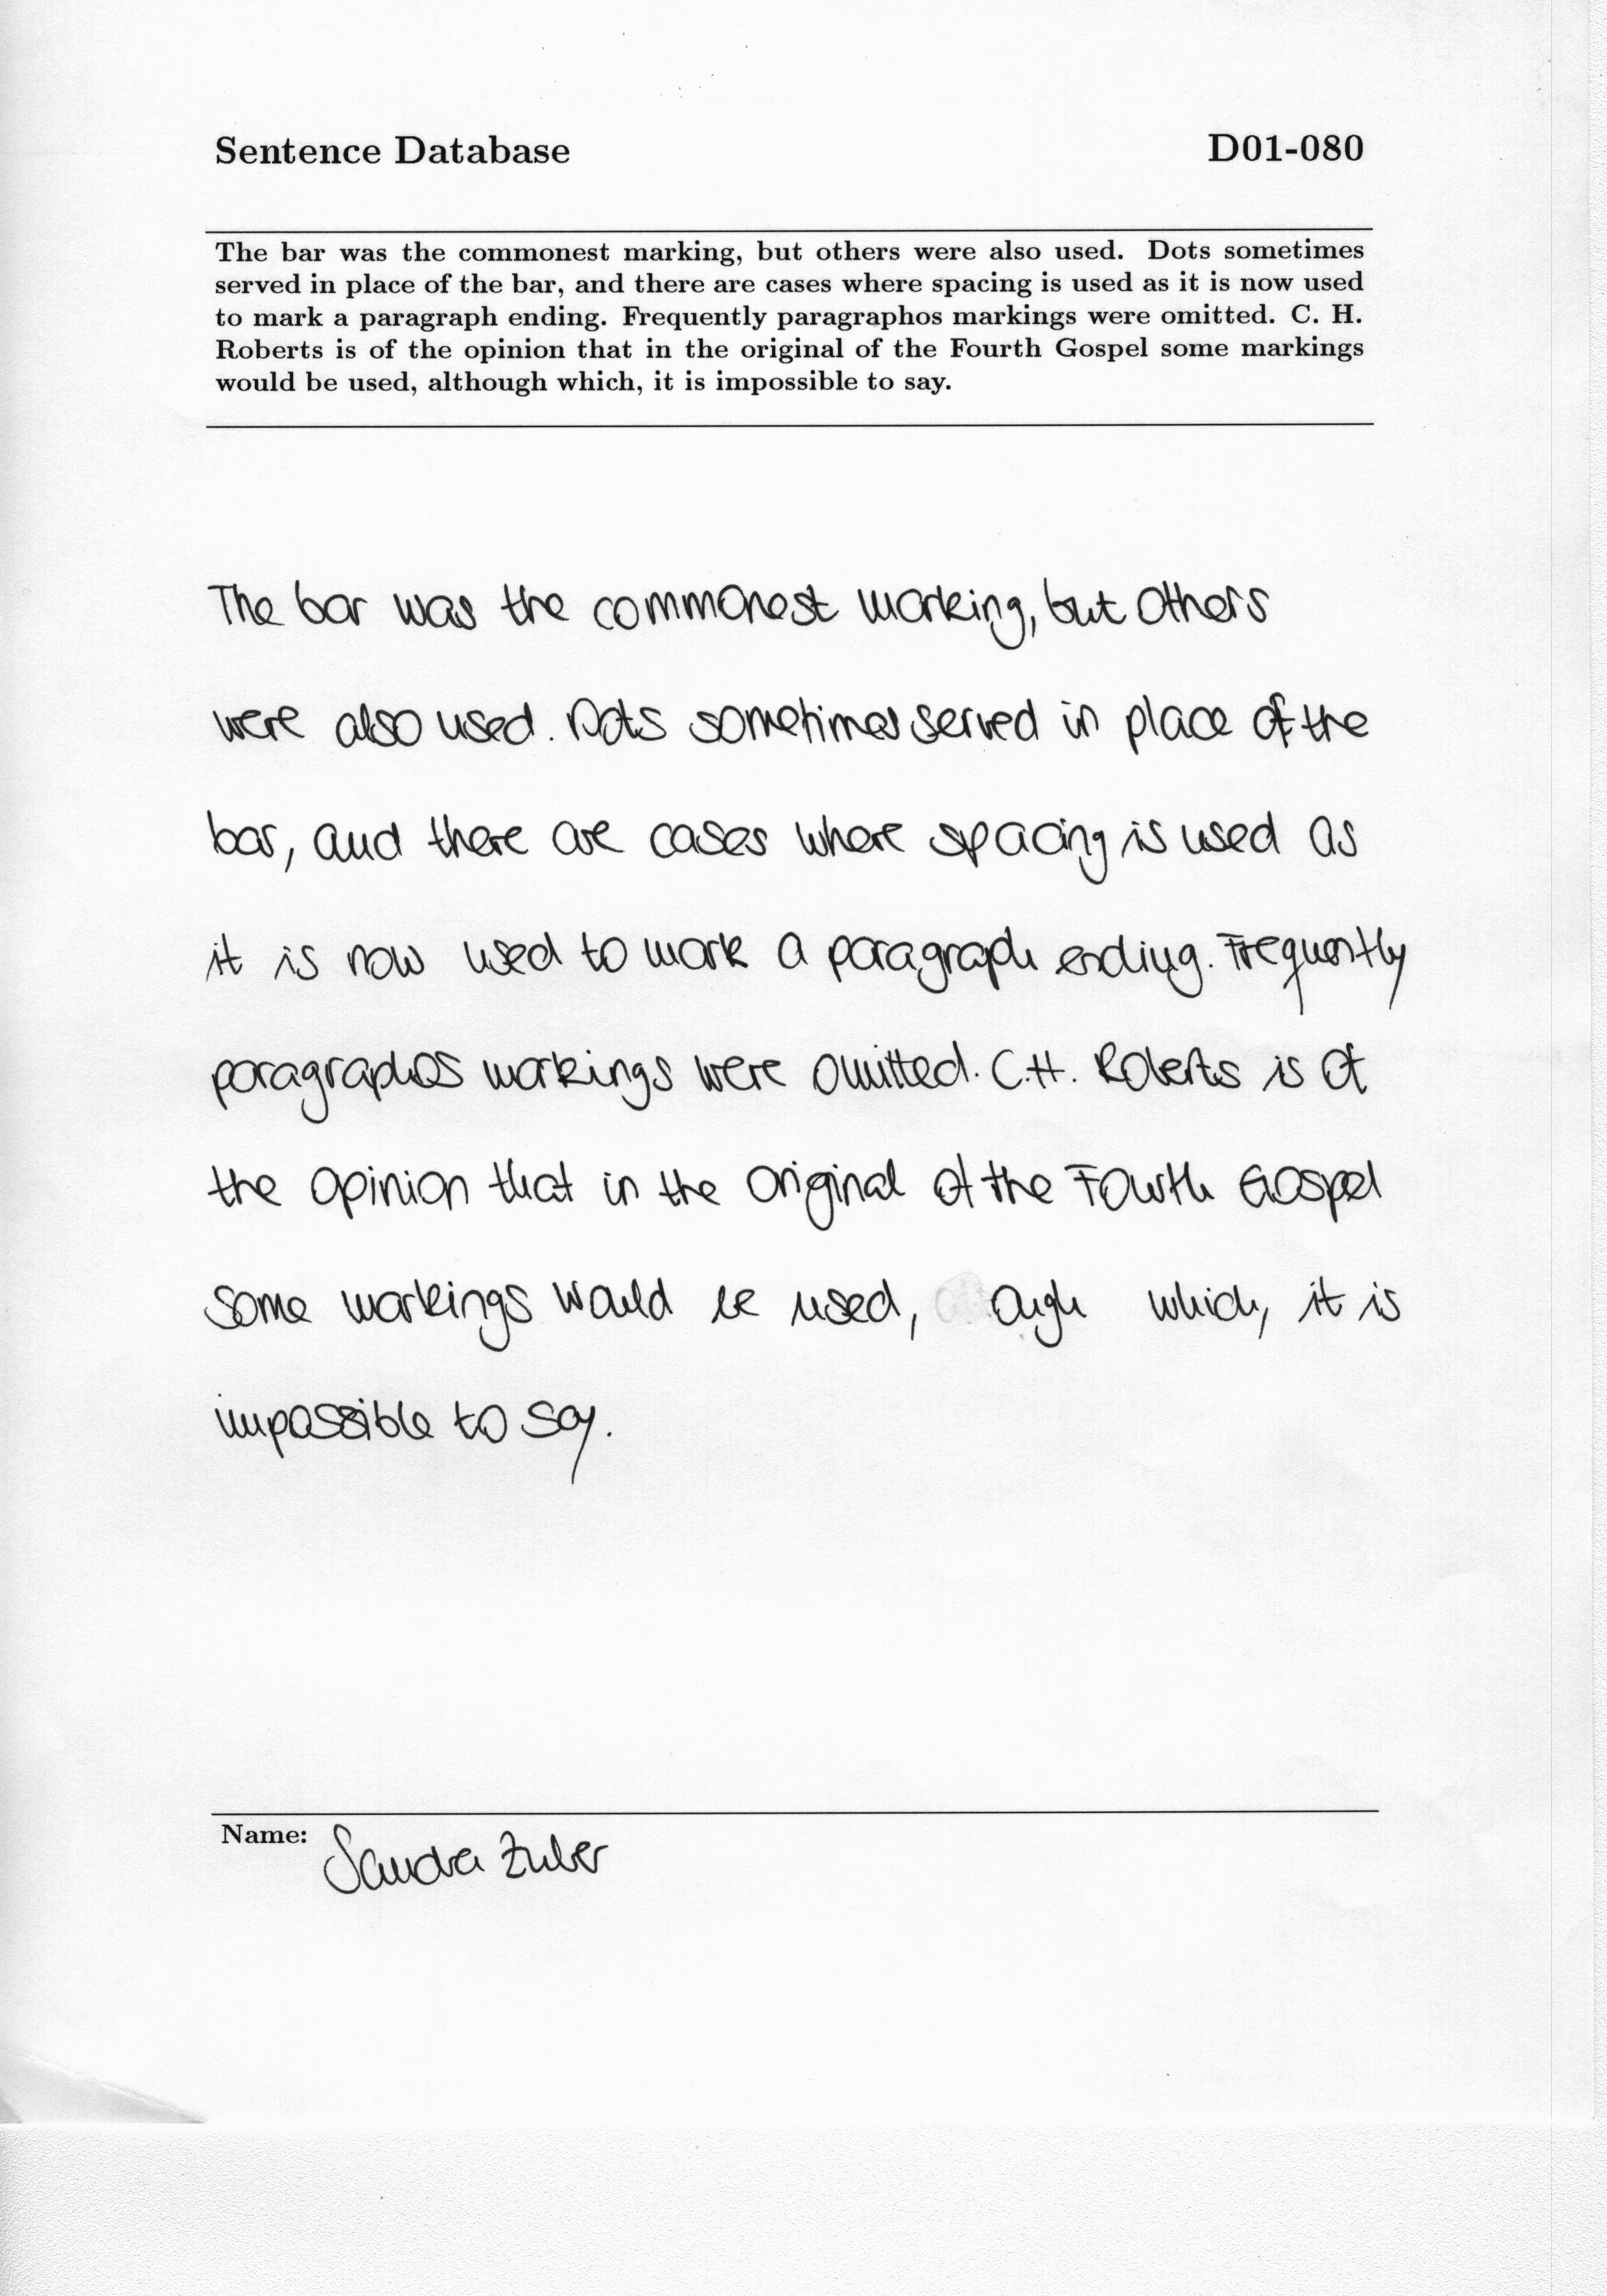 Sentence Database D01-080
The bar was the commonest marking, but others were also used. Dots sometimes
served in place of the bar, and there are cases where spacing is used as it is now used
to mark a paragraph ending. Frequently paragraphos markings were omitted. C. H.
Roberts is of the opinion that in the original of the Fourth Gospel some markings
would be used, although which, it is impossible to say.
The bar was the commonest marking, but others
were also used. Dots sometimes served in place of the
bar, and there are cases where spacing is used as
it is now used to mark a paragraph ending. Frequently
paragraphos markings were omitted. C.H. Roberts is of
the opinion that in the original of the Fourth Gospel
some markings would be used, ough which, it is
impossible to say.
Name: Sandra Zuber